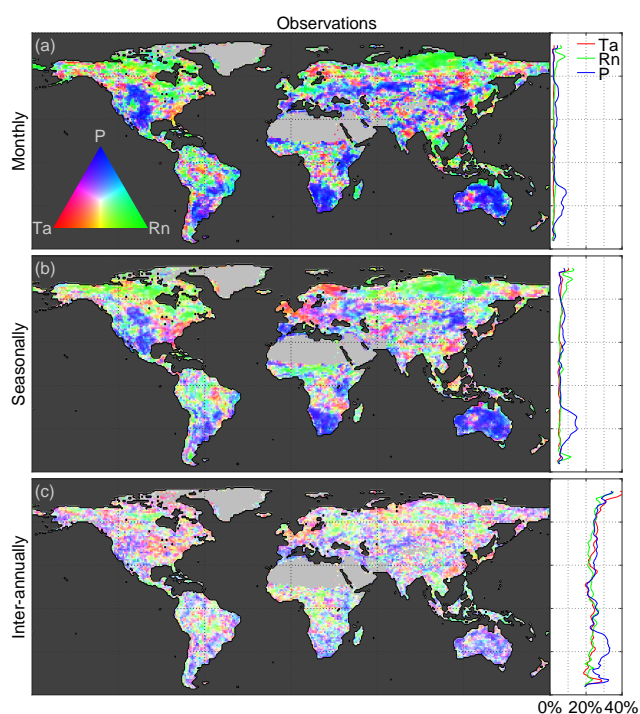 Observations
(a)
Ta
Rn
P
Monthly
P
Ta
Rn
(b)
Seasonally
(c)
Inter-annually
0% 20% 40%